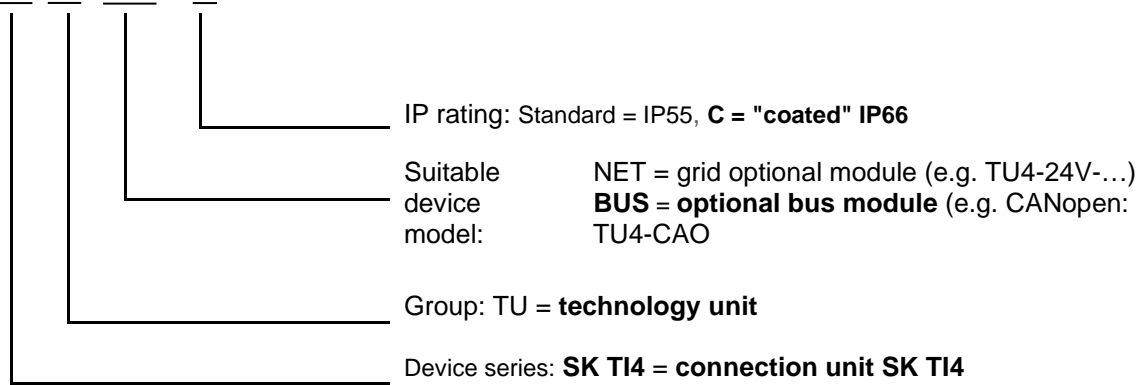 IP rating: Standard = IP55, C = "coated" IP66
Suitable NET = grid optional module (e.g. TU4-24V-…)
device BUS = optional bus module (e.g. CANopen:
model: TU4-CAO
Group: TU = technology unit
Device series: SK TI4 = connection unit SK TI4